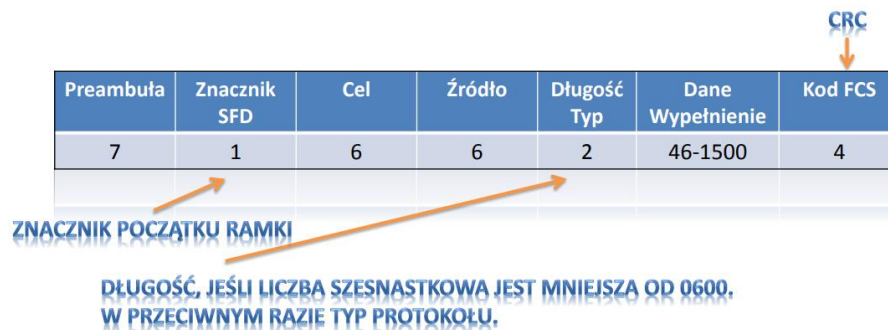 CRC
Preambuła Znacznik SFD Cel Źródło Długość Typ Dane Wypełnienie Kod FCS
7 1 6 6 2 46-1500 4
ZNACZNIK POCZĄTKU RAMKI
DŁUGOŚĆ, JEŚLI LICZBA SZESNASTKOWA JEST MNIEJSZA OD 0600.
W PRZECIWNYM RAZIE TYP PROTOKOŁU.